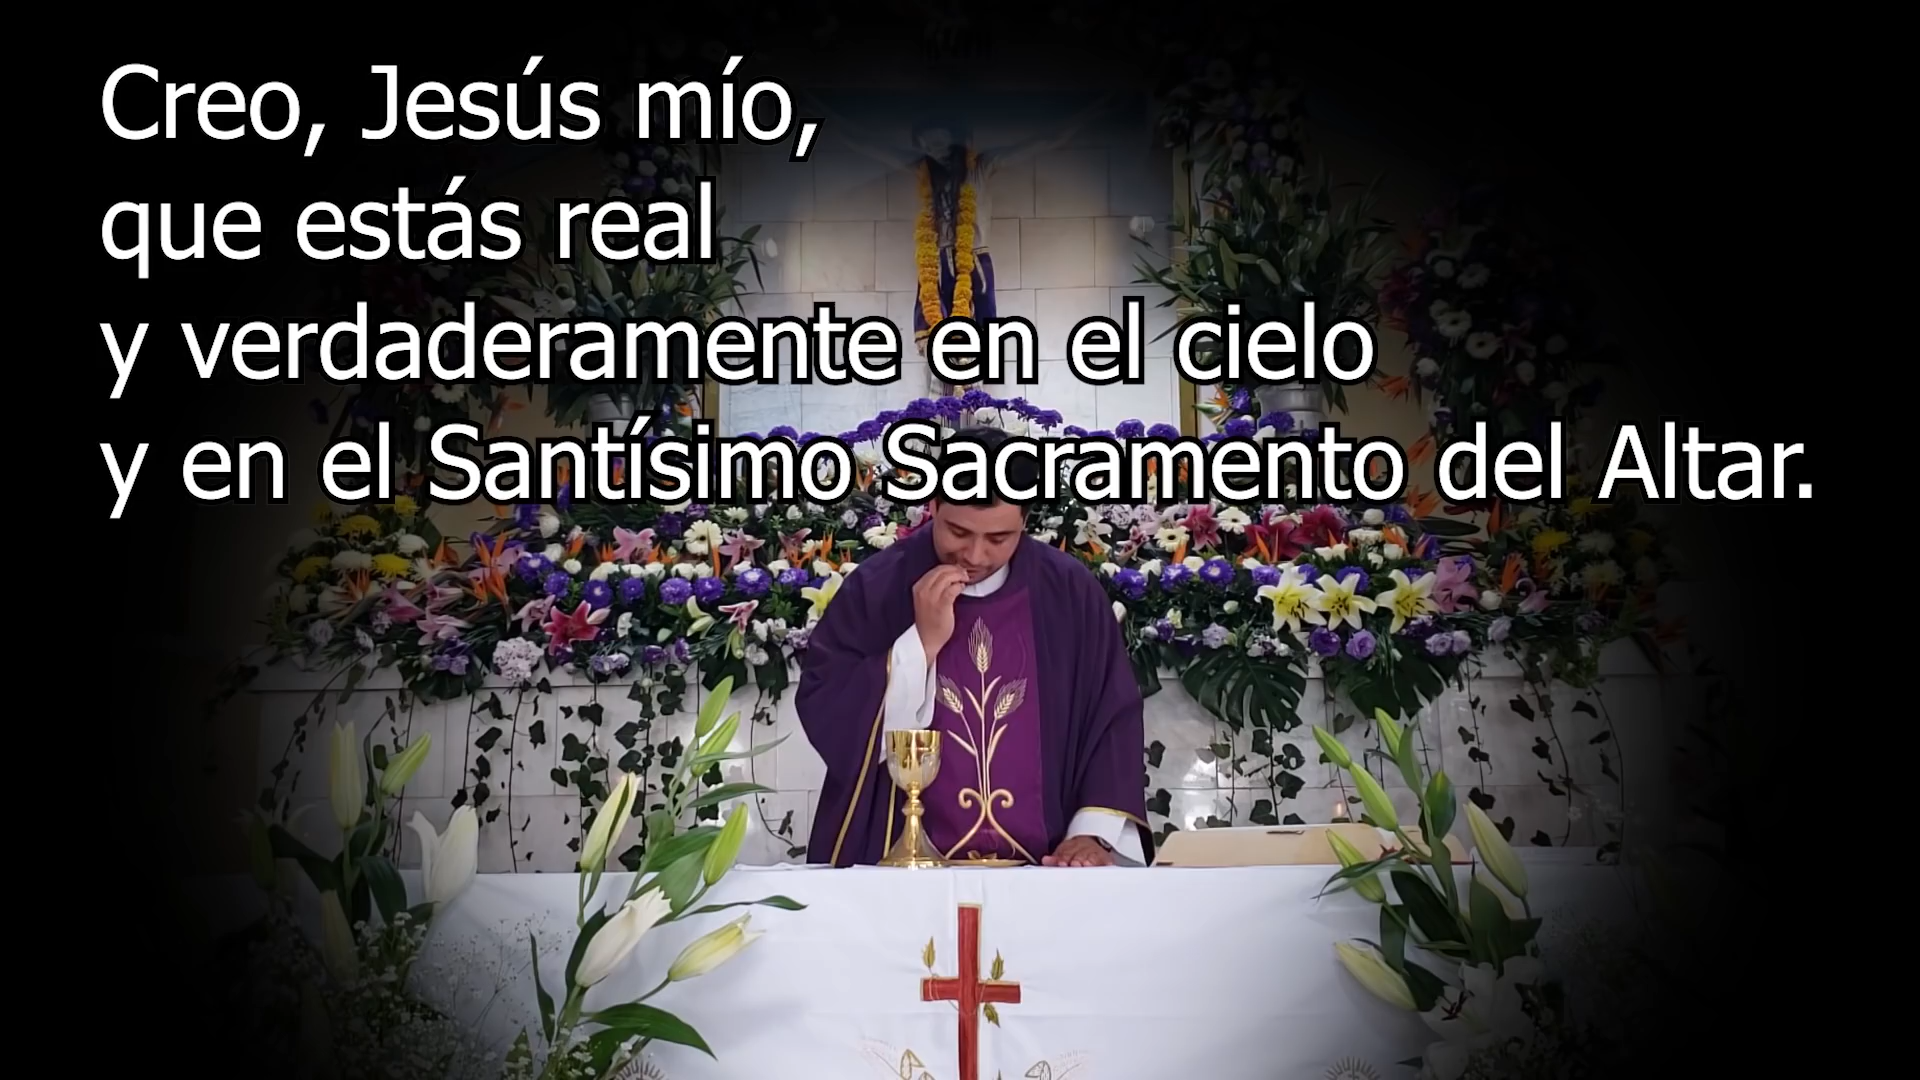 Creo, Jesús mío,
que estás real
y verdaderamente en el cielo
y en el Santísimo Sacramento del Altar.